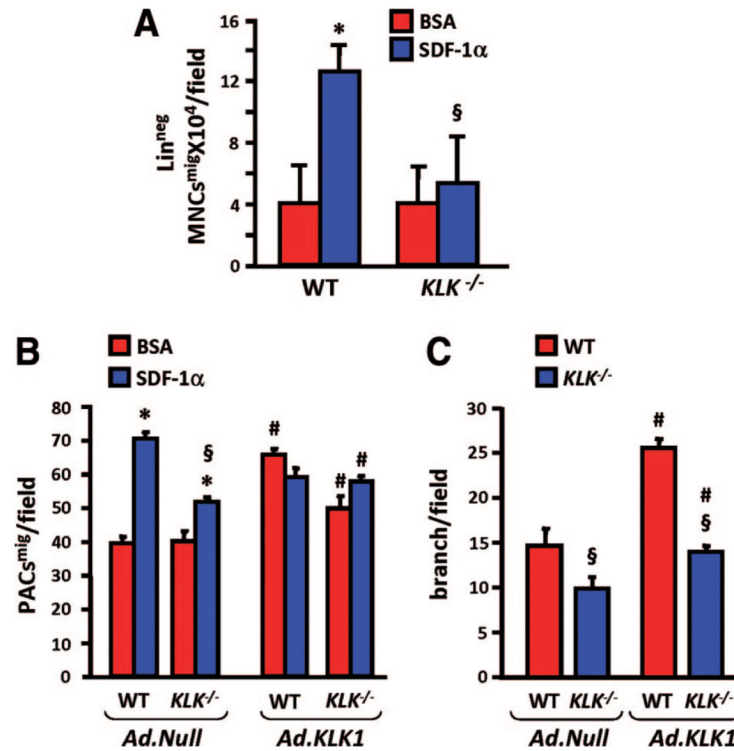 A
BSA
SDF-1α
16
12
8
4
0
Lin^neg
MNCs^mig X10^4/field
*
§
WT
KLK -/-
B
BSA
SDF-1α
80
70
60
50
40
30
20
10
0
PACs^mig/field
*
§
*
#
#
#
WT KLK-/- WT KLK-/-
Ad.Null Ad.KLK1
C
WT
KLK-/-
30
25
20
15
10
5
0
branch/field
§
#
#
§
WT KLK-/- WT KLK-/-
Ad.Null Ad.KLK1